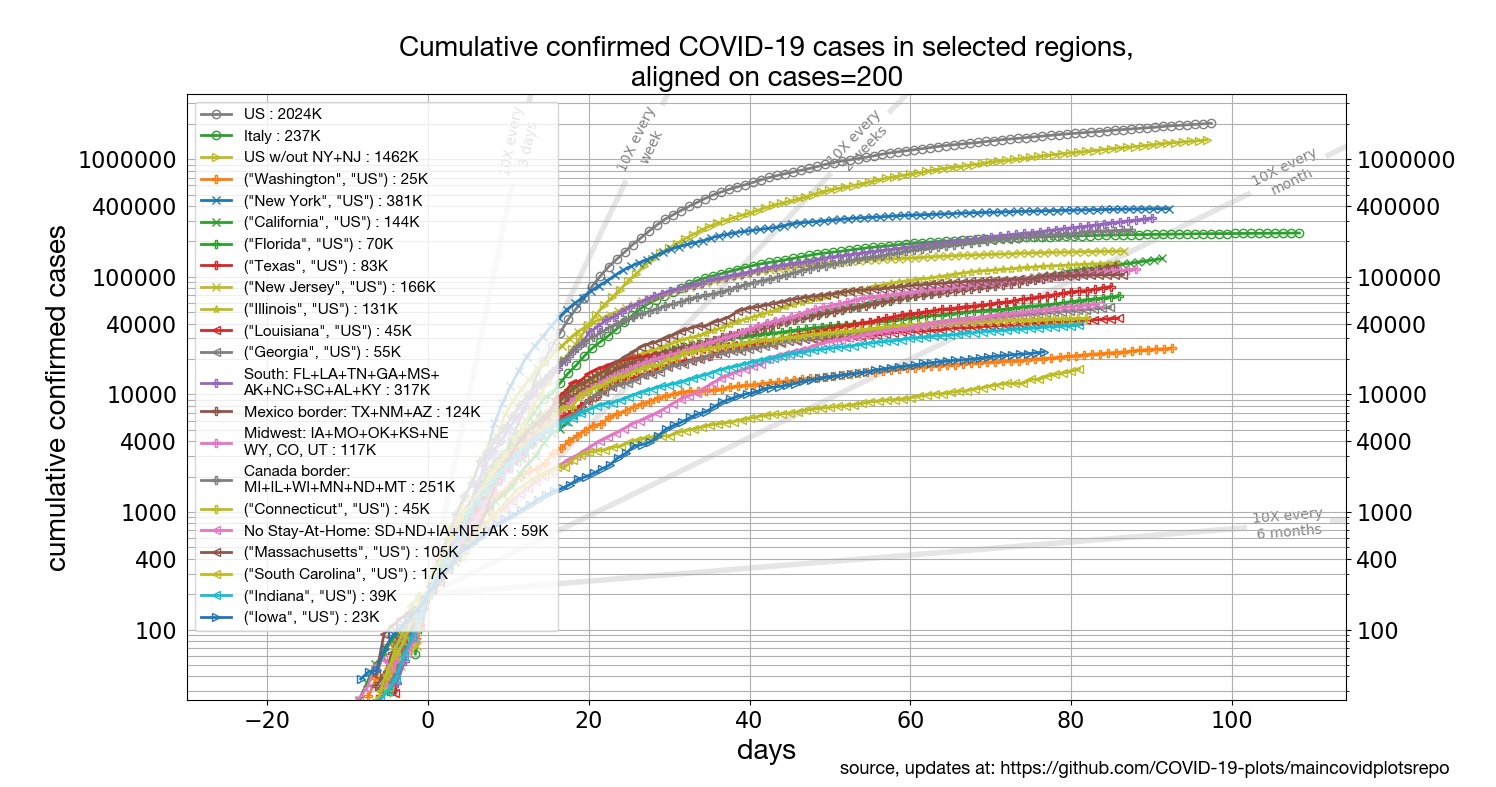 Cumulative confirmed COVID-19 cases in selected regions,
aligned on cases=200
US : 2024K
Italy : 237K
US w/out NY+NJ : 1462K
("Washington", "US") : 25K
("New York", "US") : 381K
("California", "US") : 144K
("Florida", "US") : 70K
("Texas", "US") : 83K
("New Jersey", "US") : 166K
("Illinois", "US") : 131K
("Louisiana", "US") : 45K
("Georgia", "US") : 55K
South: FL+LA+TN+GA+MS+
AK+NC+SC+AL+KY : 317K
Mexico border: TX+NM+AZ : 124K
Midwest: IA+MO+OK+KS+NE
WY, CO, UT : 117K
Canada border:
MI+IL+WI+MN+ND+MT : 251K
("Connecticut", "US") : 45K
No Stay-At-Home: SD+ND+IA+NE+AK : 59K
("Massachusetts", "US") : 105K
("South Carolina", "US") : 17K
("Indiana", "US") : 39K
("Iowa", "US") : 23K
10X every
3 days
10X every
week
10X every
2 weeks
10X every
month
10X every
6 months
cumulative confirmed cases
1000000
400000
100000
40000
10000
4000
1000
400
100
1000000
400000
100000
40000
10000
4000
1000
400
100
−20
0
20
40
60
80
100
days
source, updates at: https://github.com/COVID-19-plots/maincovidplotsrepo